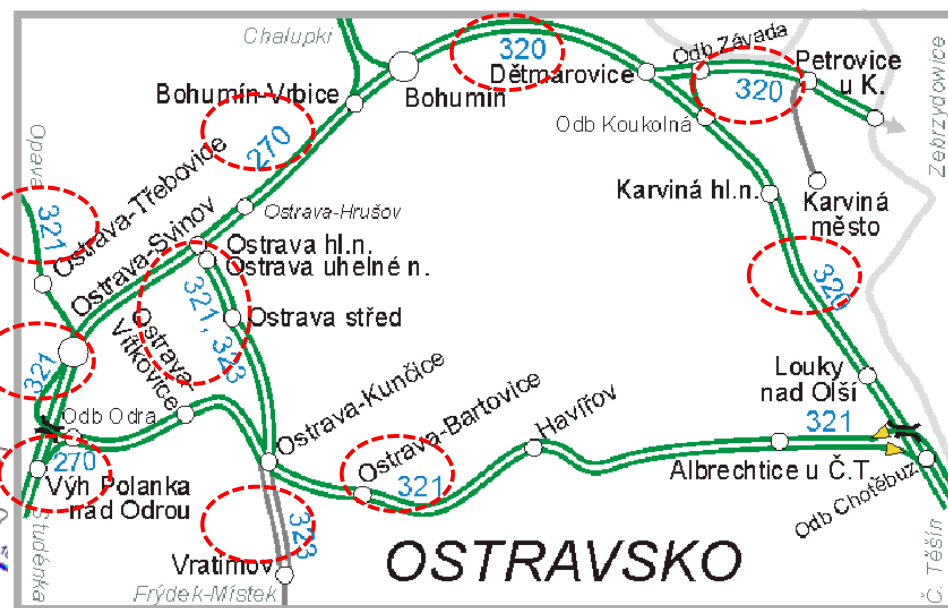 Chalupki
320
Odb Závada
Petrovice
u K.
Dětmarovice
320
Bohumín-Vrbice
Bohumín
Odb Koukolná
Zebrzydowice
Opava
270
Ostrava-Třebovice
321
Ostrava-Svinov
Ostrava-Hrušov
Karviná hl.n.
Karviná
město
Ostrava hl.n.
Ostrava uhelné n.
321,
323
320
Ostrava střed
Ostrava-
Vítkovice
321
Louky
nad Olší
321
Odb Odra
Ostrava-Kunčice
Ostrava-Bartovice
Havířov
270
321
Albrechtice u Č.T.
Odb Chotěbuz
Výh Polanka
nad Odrou
Studénka
323
Vratimov
Frýdek-Místek
OSTRAVSKO
Č. Těšín